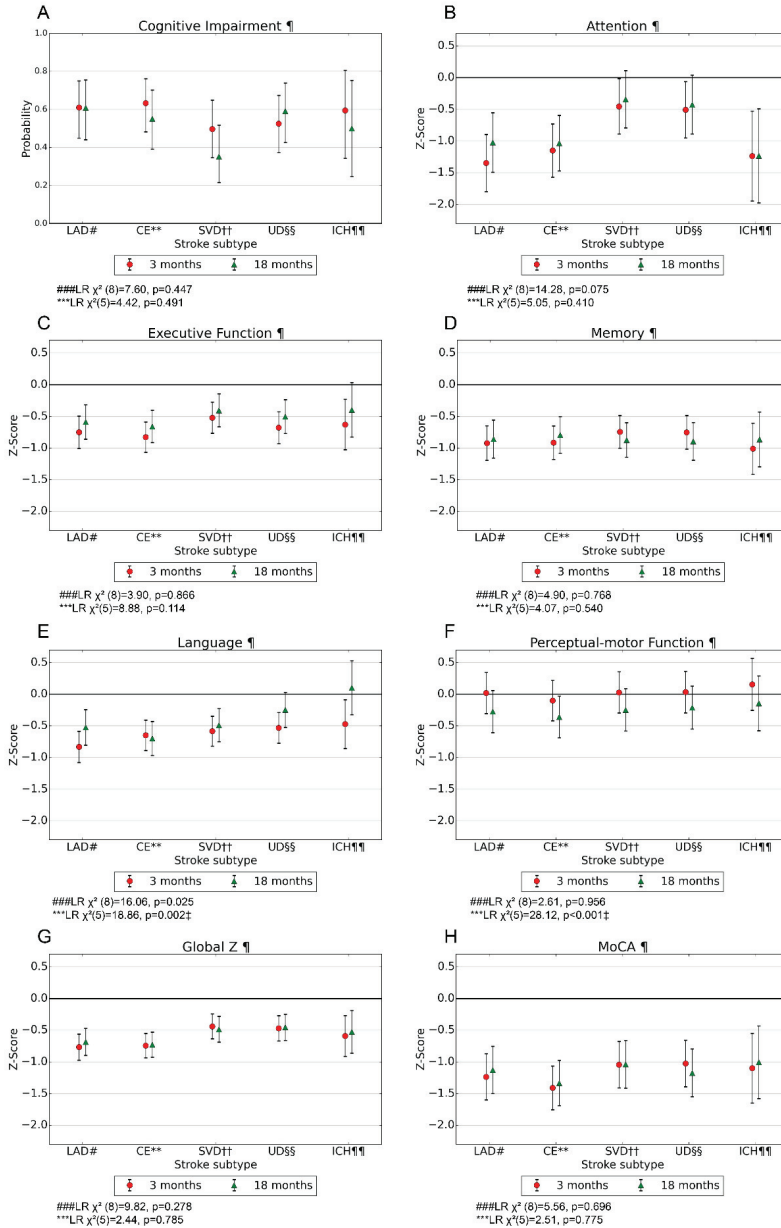 A
Cognitive Impairment ¶
1.0
0.8
0.6
0.4
0.2
0.0
Probability
LAD# CE** SVD†† UD§§ ICH¶¶
Stroke subtype
3 months 18 months
###LR χ² (8)=7.60, p=0.447
***LR χ²(5)=4.42, p=0.491
B
Attention ¶
0.5
0.0
−0.5
−1.0
−1.5
−2.0
Z-Score
LAD# CE** SVD†† UD§§ ICH¶¶
Stroke subtype
3 months 18 months
###LR χ² (8)=14.28, p=0.075
***LR χ²(5)=5.05, p=0.410
C
Executive Function ¶
0.5
0.0
−0.5
−1.0
−1.5
−2.0
Z-Score
LAD# CE** SVD†† UD§§ ICH¶¶
Stroke subtype
3 months 18 months
###LR χ² (8)=3.90, p=0.866
***LR χ²(5)=8.88, p=0.114
D
Memory ¶
0.5
0.0
−0.5
−1.0
−1.5
−2.0
Z-Score
LAD# CE** SVD†† UD§§ ICH¶¶
Stroke subtype
3 months 18 months
###LR χ² (8)=4.90, p=0.768
***LR χ²(5)=4.07, p=0.540
E
Language ¶
0.5
0.0
−0.5
−1.0
−1.5
−2.0
Z-Score
LAD# CE** SVD†† UD§§ ICH¶¶
Stroke subtype
3 months 18 months
###LR χ² (8)=16.06, p=0.025
***LR χ²(5)=18.86, p=0.002‡
F
Perceptual-motor Function ¶
0.5
0.0
−0.5
−1.0
−1.5
−2.0
Z-Score
LAD# CE** SVD†† UD§§ ICH¶¶
Stroke subtype
3 months 18 months
###LR χ² (8)=2.61, p=0.956
***LR χ²(5)=28.12, p<0.001‡
G
Global Z ¶
0.5
0.0
−0.5
−1.0
−1.5
−2.0
Z-Score
LAD# CE** SVD†† UD§§ ICH¶¶
Stroke subtype
3 months 18 months
###LR χ² (8)=9.82, p=0.278
***LR χ²(5)=2.44, p=0.785
H
MoCA ¶
0.5
0.0
−0.5
−1.0
−1.5
−2.0
Z-Score
LAD# CE** SVD†† UD§§ ICH¶¶
Stroke subtype
3 months 18 months
###LR χ² (8)=5.56, p=0.696
***LR χ²(5)=2.51, p=0.775